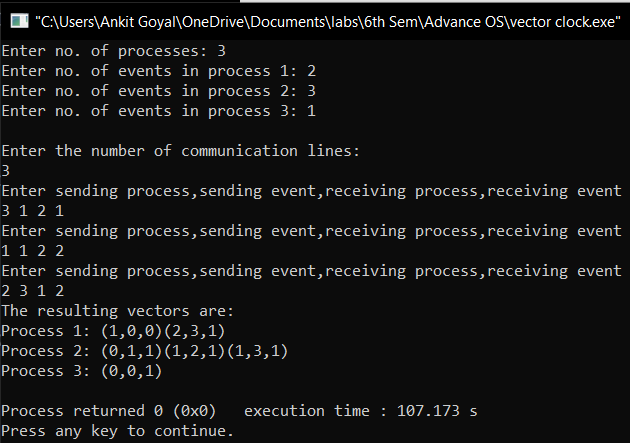 "C:\Users\Ankit Goyal\OneDrive\Documents\labs\6th Sem\Advance OS\vector clock.exe"
Enter no. of processes: 3
Enter no. of events in process 1: 2
Enter no. of events in process 2: 3
Enter no. of events in process 3: 1

Enter the number of communication lines:
3
Enter sending process,sending event,receiving process,receiving event
3 1 2 1
Enter sending process,sending event,receiving process,receiving event
1 1 2 2
Enter sending process,sending event,receiving process,receiving event
2 3 1 2
The resulting vectors are:
Process 1: (1,0,0)(2,3,1)
Process 2: (0,1,1)(1,2,1)(1,3,1)
Process 3: (0,0,1)

Process returned 0 (0x0)   execution time : 107.173 s
Press any key to continue.